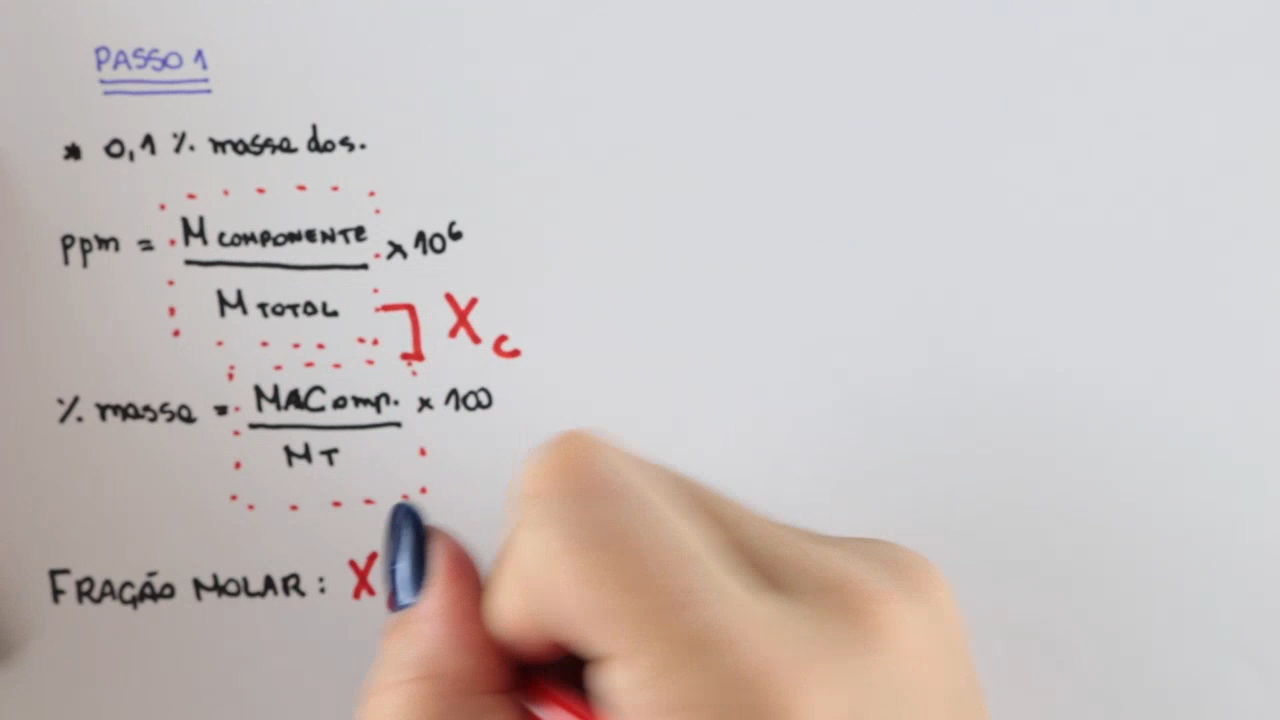 PASSO 1
* 0,1 % massa dos.
ppm = M COMPONENTE x 10⁶
M TOTAL
X c
% massa = MACOmp. x 100
MT
FRAÇÃO MOLAR: X